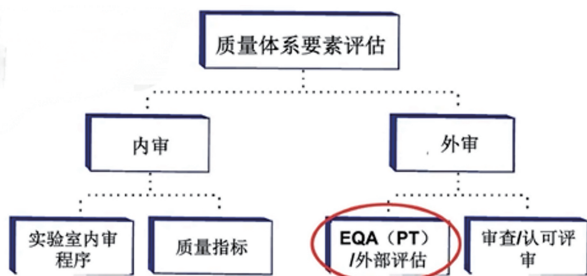 质量体系要素评估
内审
外审
实验室内审
程序
质量指标
EQA（PT）
/外部评估
审查/认可评
审